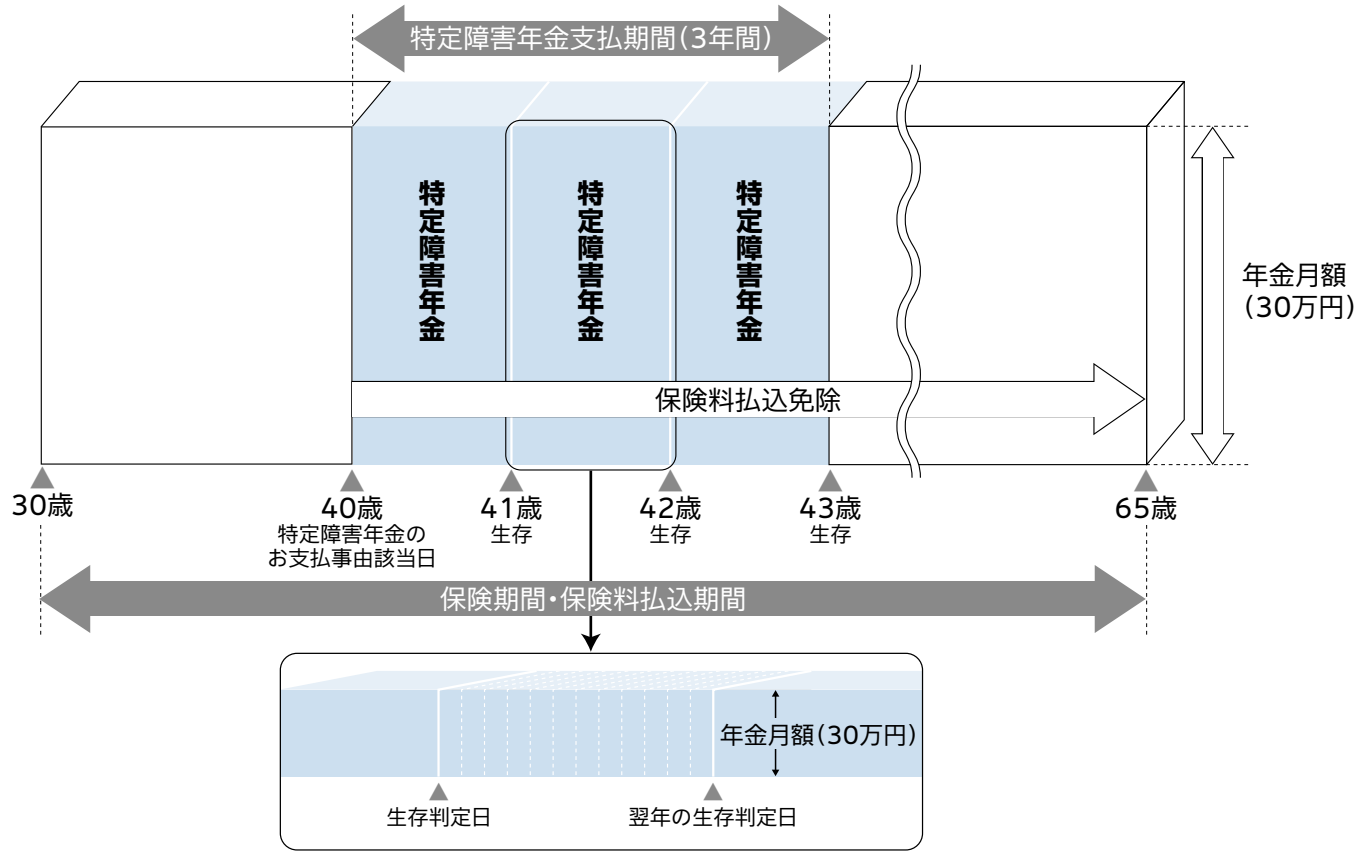 特定障害年金支払期間(3年間)
特定障害年金
特定障害年金
特定障害年金
年金月額
(30万円)
保険料払込免除
30歳
40歳
特定障害年金の
お支払事由該当日
41歳
生存
42歳
生存
43歳
生存
65歳
保険期間・保険料払込期間
年金月額(30万円)
生存判定日
翌年の生存判定日